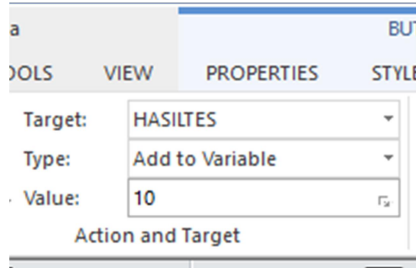 a BUT
OOLS VIEW PROPERTIES STYLE
Target: HASILTES
Type: Add to Variable
Value: 10
Action and Target